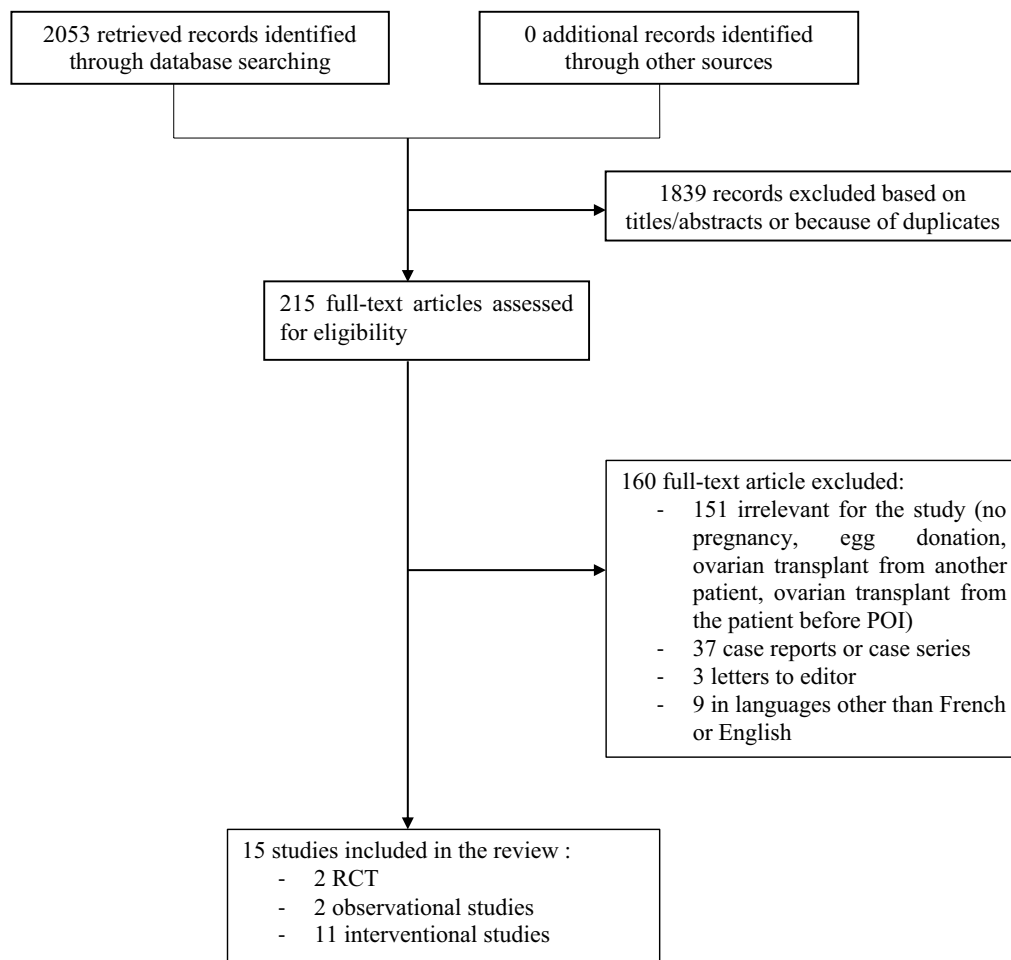 2053 retrieved records identified
through database searching
0 additional records identified
through other sources
1839 records excluded based on
titles/abstracts or because of duplicates
215 full-text articles assessed
for eligibility
160 full-text article excluded:
- 151 irrelevant for the study (no
pregnancy, egg donation,
ovarian transplant from another
patient, ovarian transplant from
the patient before POI)
- 37 case reports or case series
- 3 letters to editor
- 9 in languages other than French
or English
15 studies included in the review :
- 2 RCT
- 2 observational studies
- 11 interventional studies